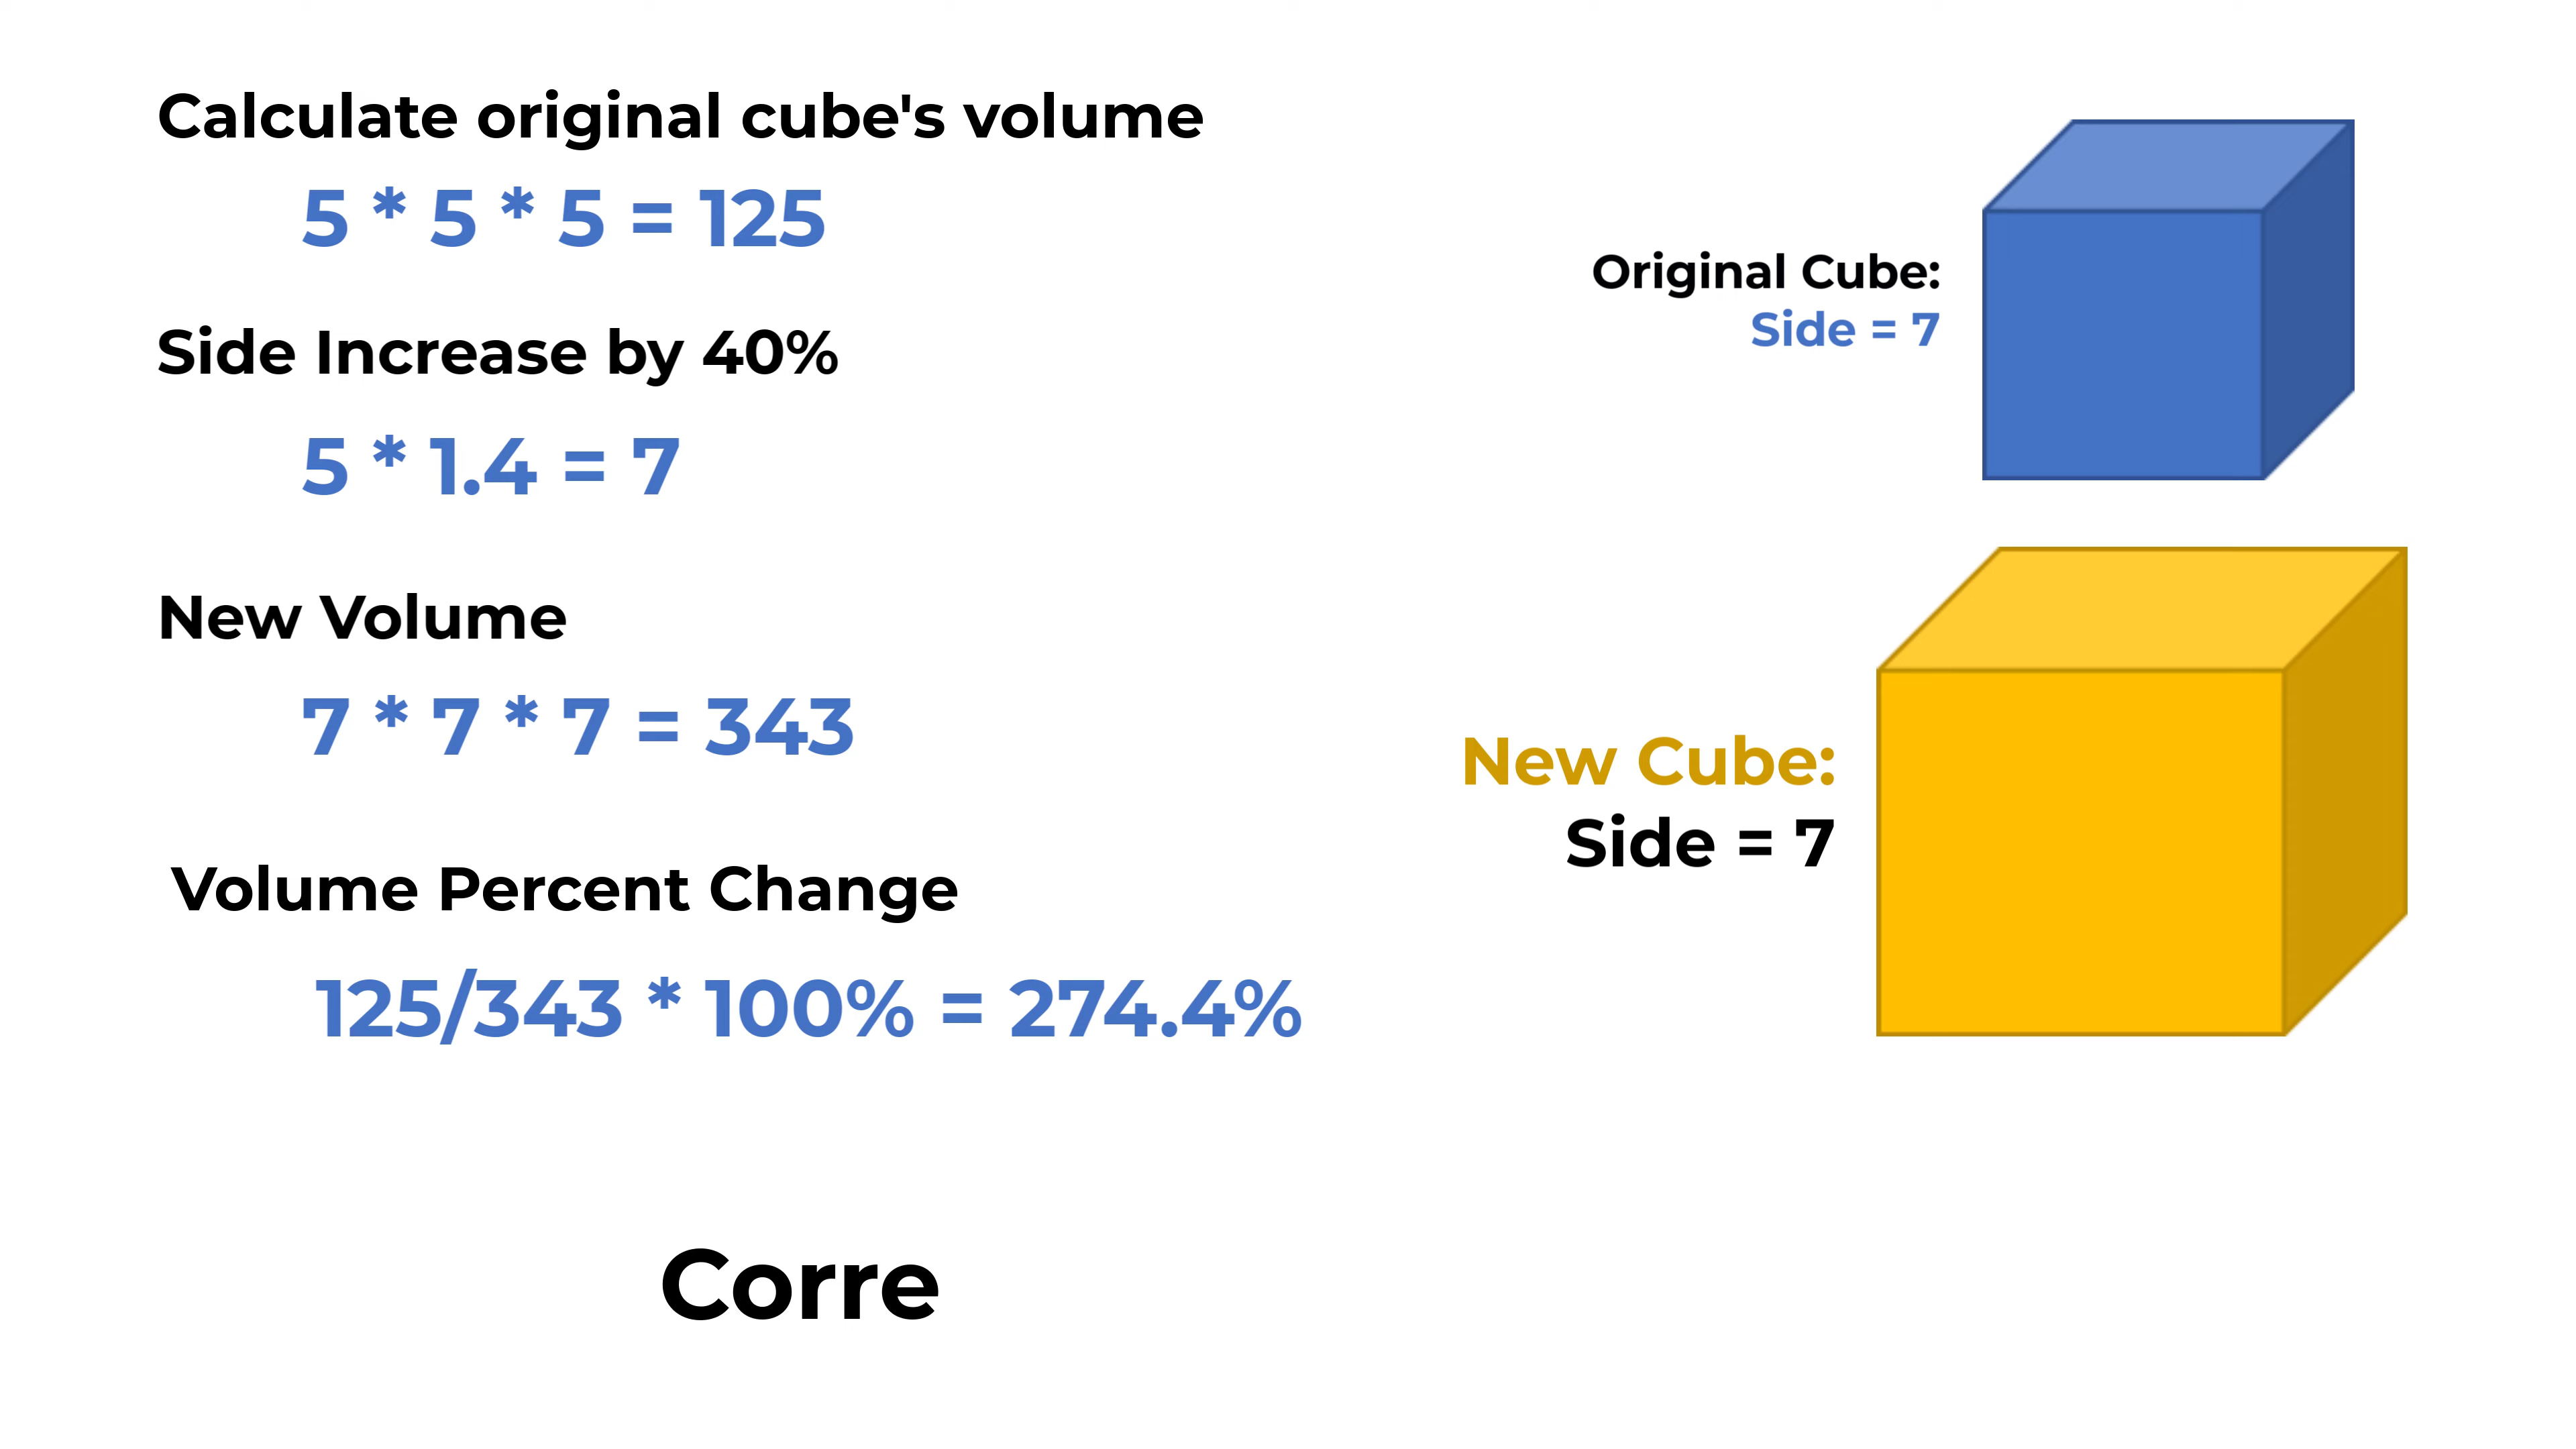 Calculate original cube's volume
5 * 5 * 5 = 125
Side Increase by 40%
5 * 1.4 = 7
New Volume
7 * 7 * 7 = 343
Volume Percent Change
125/343 * 100% = 274.4%
Corre
Original Cube:
Side = 7
New Cube:
Side = 7